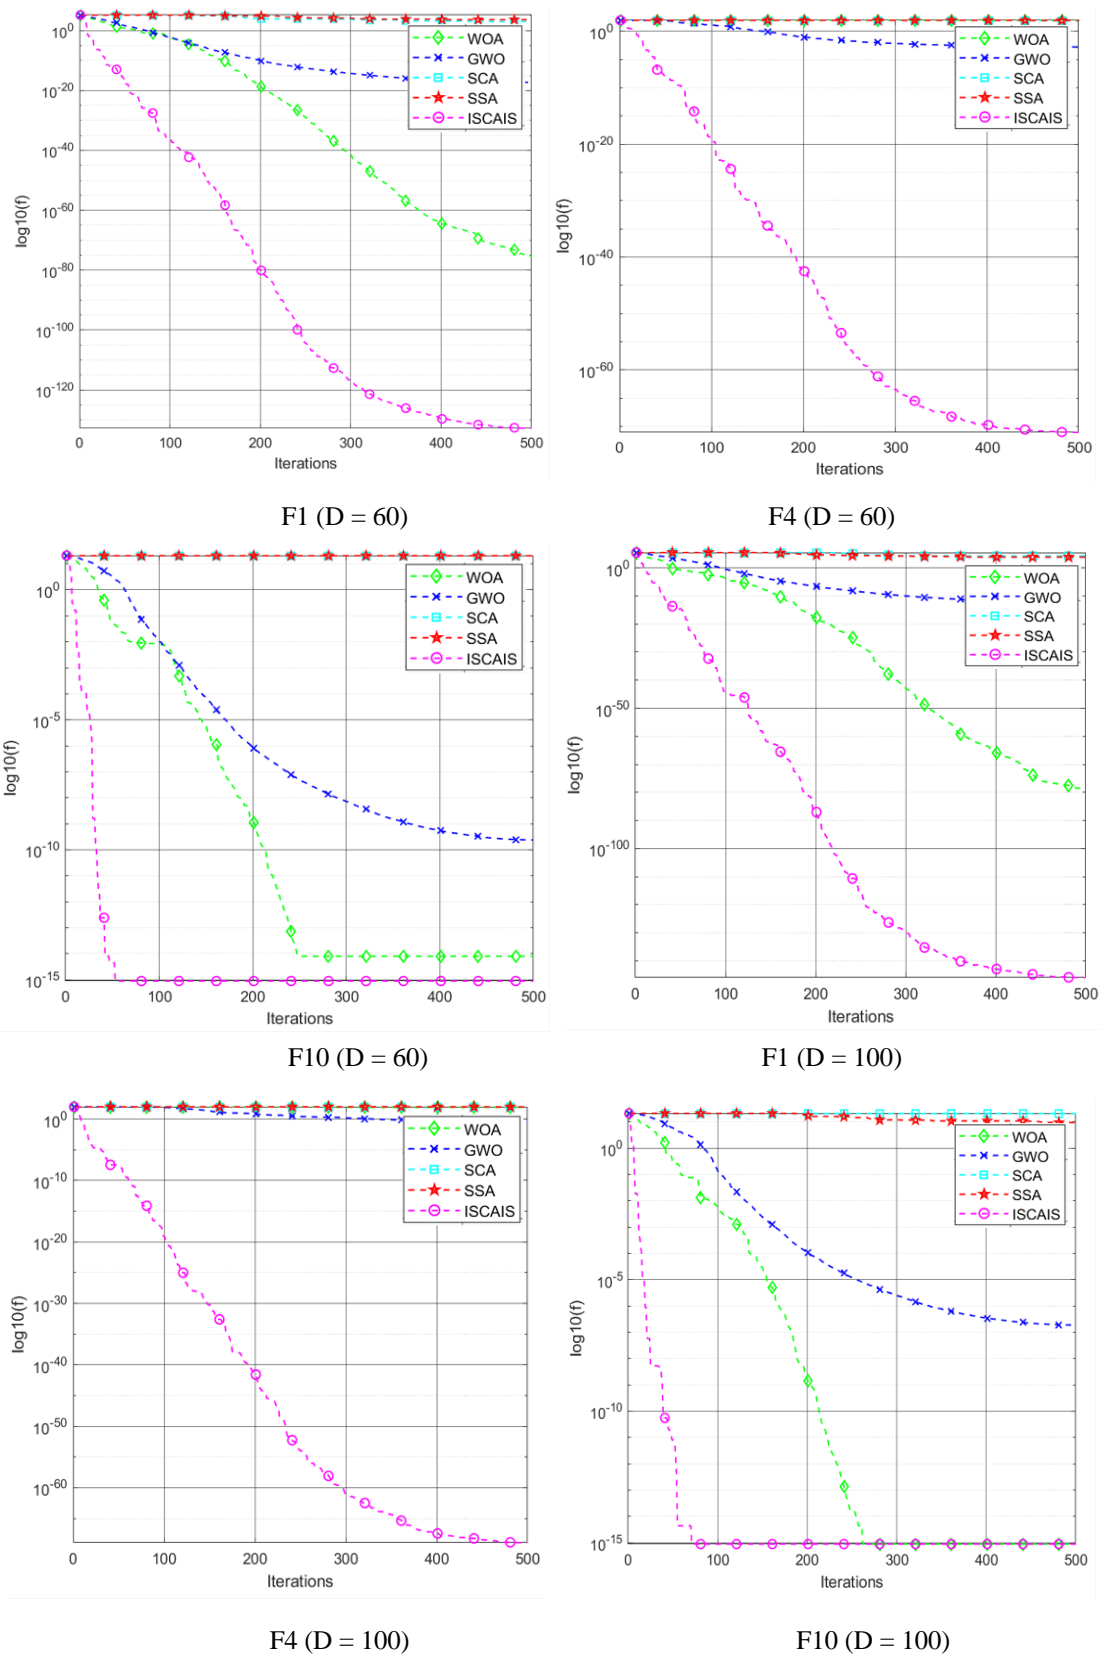 10^0
10^-20
10^-40
10^-60
10^-80
10^-100
10^-120
log10(f)
0 100 200 300 400 500
Iterations
WOA
GWO
SCA
SSA
ISCAIS
F1 (D = 60)
10^0
10^-20
10^-40
10^-60
log10(f)
0 100 200 300 400 500
Iterations
WOA
GWO
SCA
SSA
ISCAIS
F4 (D = 60)
10^0
10^-5
10^-10
10^-15
log10(f)
0 100 200 300 400 500
Iterations
WOA
GWO
SCA
SSA
ISCAIS
F10 (D = 60)
10^0
10^-50
10^-100
log10(f)
0 100 200 300 400 500
Iterations
WOA
GWO
SCA
SSA
ISCAIS
F1 (D = 100)
10^0
10^-10
10^-20
10^-30
10^-40
10^-50
10^-60
log10(f)
0 100 200 300 400 500
Iterations
WOA
GWO
SCA
SSA
ISCAIS
F4 (D = 100)
10^0
10^-5
10^-10
10^-15
log10(f)
0 100 200 300 400 500
Iterations
WOA
GWO
SCA
SSA
ISCAIS
F10 (D = 100)